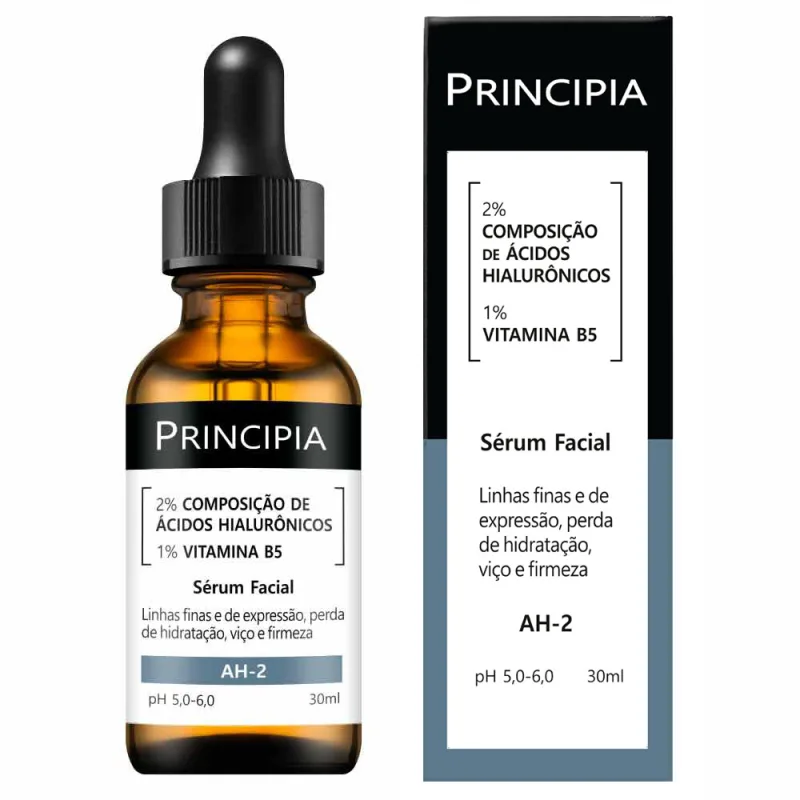 PRINCIPIA
2% COMPOSIÇÃO DE
ÁCIDOS HIALURÔNICOS
1% VITAMINA B5
Sérum Facial
Linhas finas e de expressão, perda
de hidratação, viço e firmeza
AH-2
pH 5,0-6,0 30ml
PRINCIPIA
2%
COMPOSIÇÃO
DE ÁCIDOS
HIALURÔNICOS
1%
VITAMINA B5
Sérum Facial
Linhas finas e de
expressão, perda
de hidratação,
viço e firmeza
AH-2
pH 5,0-6,0 30ml